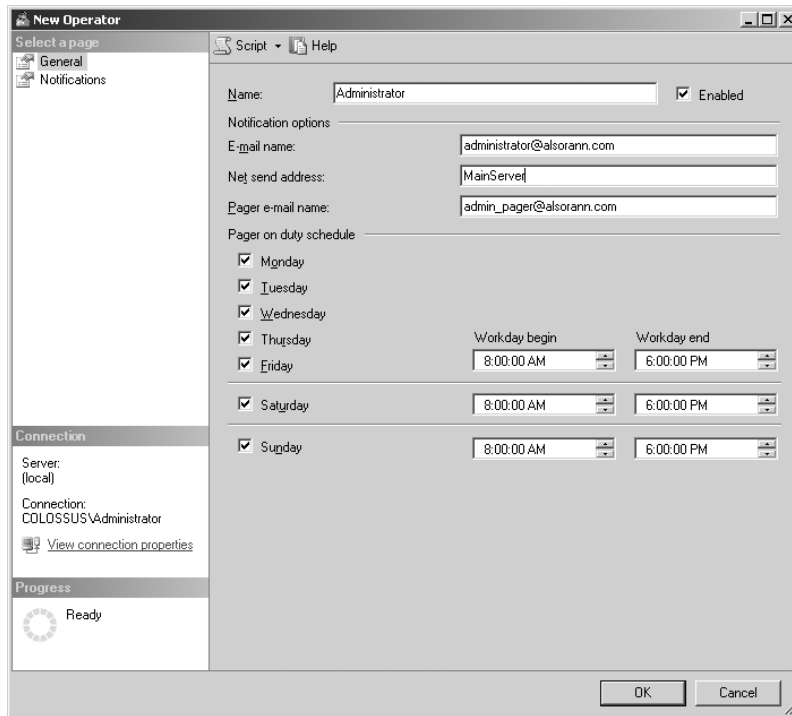 New Operator
Select a page
General
Notifications
Script Help
Name: Administrator Enabled
Notification options
E-mail name: administrator@alsorann.com
Net send address: MainServer
Pager e-mail name: admin_pager@alsorann.com
Pager on duty schedule
Monday
Tuesday
Wednesday
Thursday Workday begin Workday end
Friday 8:00:00 AM 6:00:00 PM
Saturday 8:00:00 AM 6:00:00 PM
Sunday 8:00:00 AM 6:00:00 PM
Connection
Server:
(local)
Connection:
COLOSSUS\Administrator
View connection properties
Progress
Ready
OK Cancel